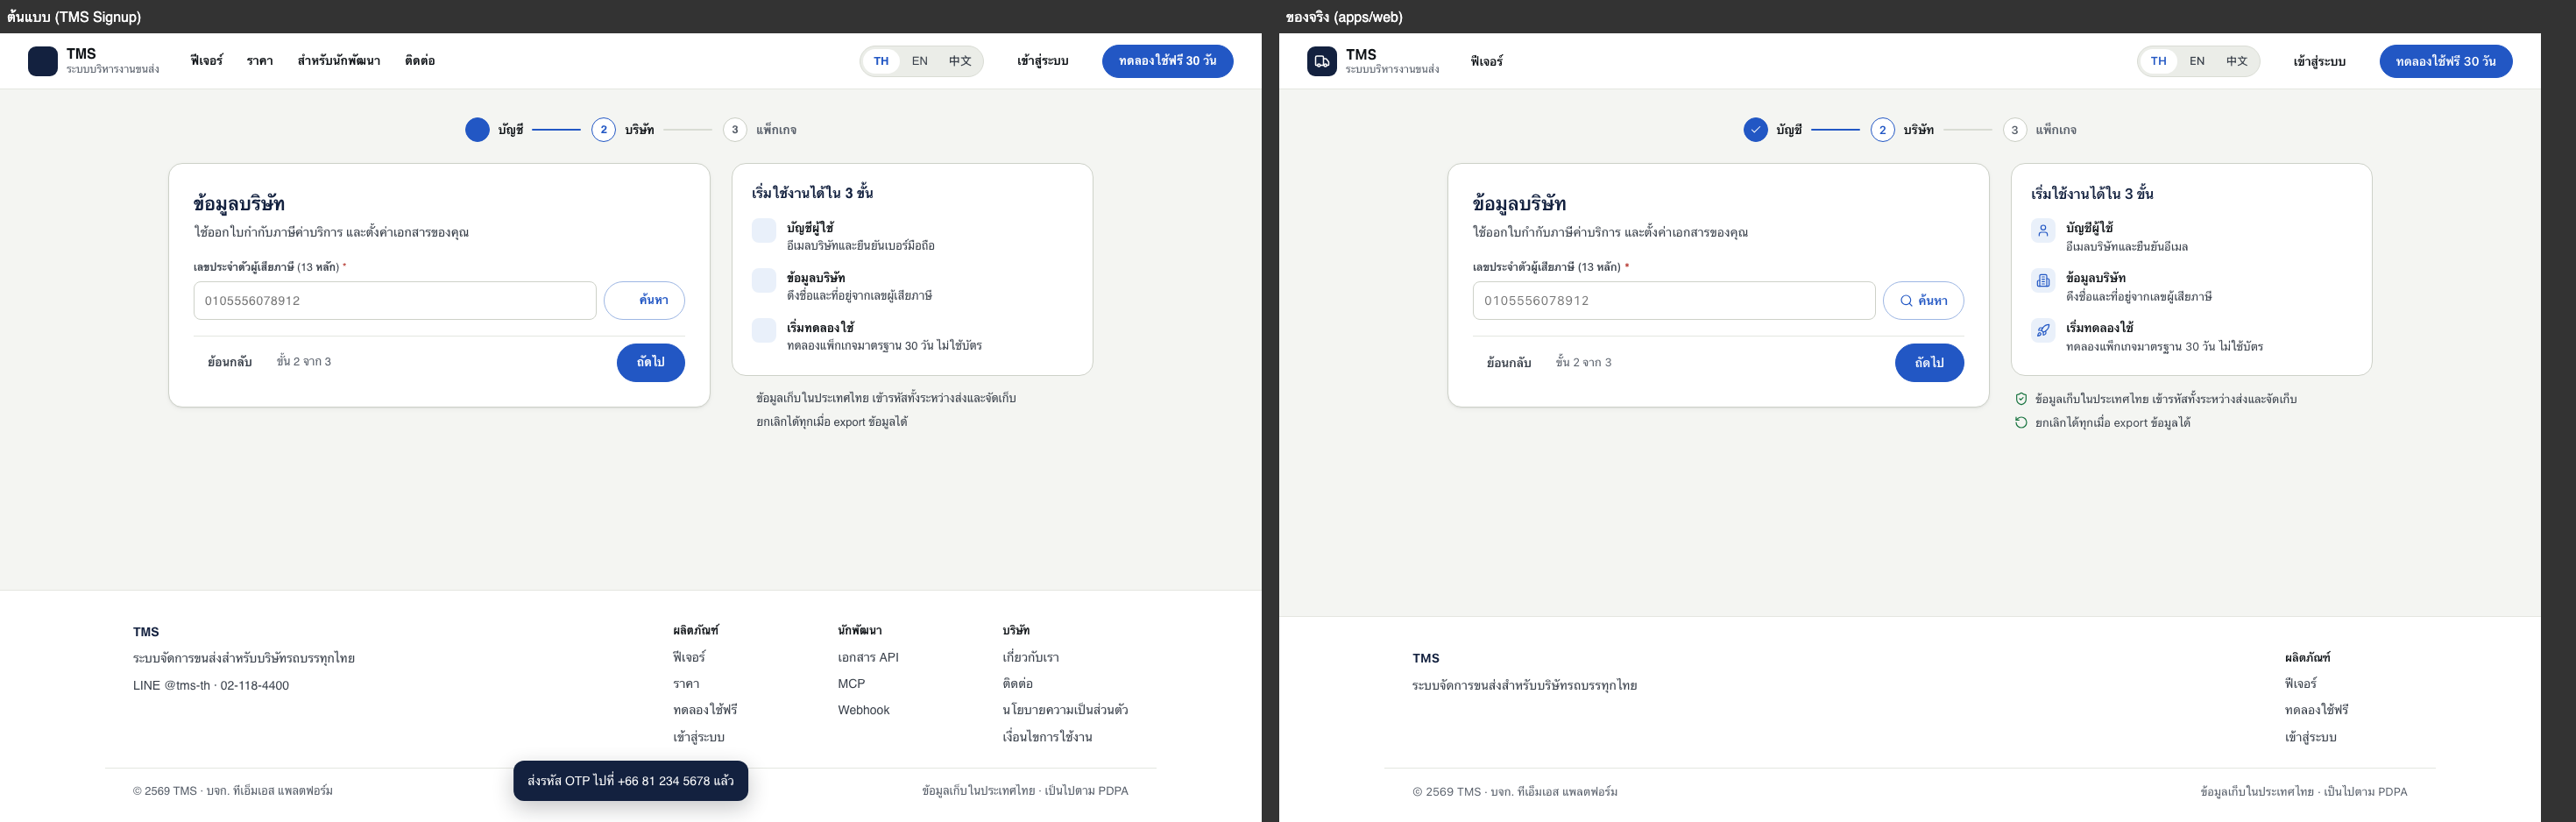 ต้นแบบ (TMS Signup)
TMS
ระบบบริหารงานขนส่ง
ฟีเจอร์
ราคา
สำหรับนักพัฒนา
ติดต่อ
TH
EN
中文
เข้าสู่ระบบ
ทดลองใช้ฟรี 30 วัน
บัญชี
2
บริษัท
3
แพ็กเกจ
ข้อมูลบริษัท
ใช้ออกใบกำกับภาษีค่าบริการ และตั้งค่าเอกสารของคุณ
เลขประจำตัวผู้เสียภาษี (13 หลัก) *
0105556078912
ค้นหา
ย้อนกลับ
ขั้น 2 จาก 3
ถัดไป
เริ่มใช้งานได้ใน 3 ขั้น
บัญชีผู้ใช้
อีเมลบริษัทและยืนยันเบอร์มือถือ
ข้อมูลบริษัท
ดึงชื่อและที่อยู่จากเลขผู้เสียภาษี
เริ่มทดลองใช้
ทดลองแพ็กเกจมาตรฐาน 30 วัน ไม่ใช้บัตร
ข้อมูลเก็บในประเทศไทย เข้ารหัสทั้งระหว่างส่งและจัดเก็บ
ยกเลิกได้ทุกเมื่อ export ข้อมูลได้
TMS
ระบบจัดการขนส่งสำหรับบริษัทรถบรรทุกไทย
LINE @tms-th · 02-118-4400
ผลิตภัณฑ์
ฟีเจอร์
ราคา
ทดลองใช้ฟรี
เข้าสู่ระบบ
นักพัฒนา
เอกสาร API
MCP
Webhook
บริษัท
เกี่ยวกับเรา
ติดต่อ
นโยบายความเป็นส่วนตัว
เงื่อนไขการใช้งาน
ส่งรหัส OTP ไปที่ +66 81 234 5678 แล้ว
© 2569 TMS · บจก. ทีเอ็มเอส แพลตฟอร์ม
ข้อมูลเก็บในประเทศไทย · เป็นไปตาม PDPA
ของจริง (apps/web)
TMS
ระบบบริหารงานขนส่ง
ฟีเจอร์
TH
EN
中文
เข้าสู่ระบบ
ทดลองใช้ฟรี 30 วัน
บัญชี
2
บริษัท
3
แพ็กเกจ
ข้อมูลบริษัท
ใช้ออกใบกำกับภาษีค่าบริการ และตั้งค่าเอกสารของคุณ
เลขประจำตัวผู้เสียภาษี (13 หลัก) *
0105556078912
ค้นหา
ย้อนกลับ
ขั้น 2 จาก 3
ถัดไป
เริ่มใช้งานได้ใน 3 ขั้น
บัญชีผู้ใช้
อีเมลบริษัทและยืนยันอีเมล
ข้อมูลบริษัท
ดึงชื่อและที่อยู่จากเลขผู้เสียภาษี
เริ่มทดลองใช้
ทดลองแพ็กเกจมาตรฐาน 30 วัน ไม่ใช้บัตร
ข้อมูลเก็บในประเทศไทย เข้ารหัสทั้งระหว่างส่งและจัดเก็บ
ยกเลิกได้ทุกเมื่อ export ข้อมูลได้
TMS
ระบบจัดการขนส่งสำหรับบริษัทรถบรรทุกไทย
ผลิตภัณฑ์
ฟีเจอร์
ทดลองใช้ฟรี
เข้าสู่ระบบ
© 2569 TMS · บจก. ทีเอ็มเอส แพลตฟอร์ม
ข้อมูลเก็บในประเทศไทย · เป็นไปตาม PDPA